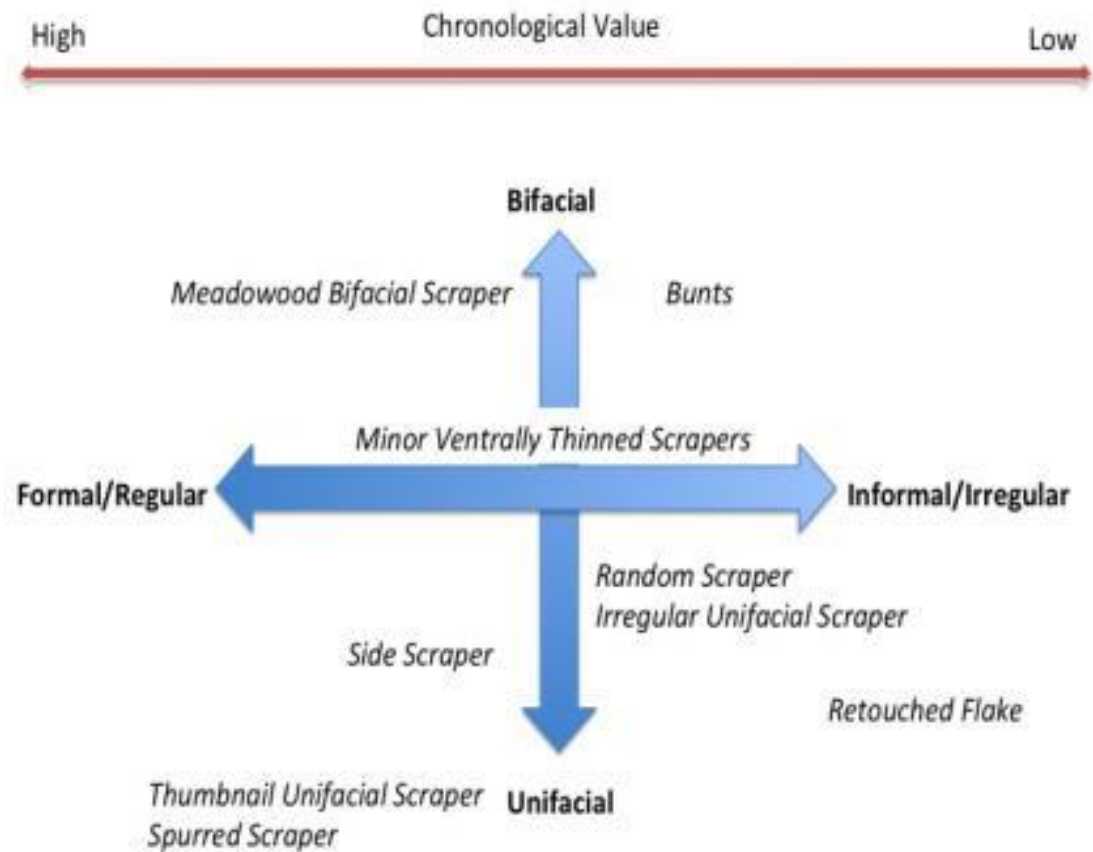 Chronological Value
High
Low
Bifacial
Meadowood Bifacial Scraper
Bunts
Minor Ventrally Thinned Scrapers
Formal/Regular
Informal/Irregular
Random Scraper
Irregular Unifacial Scraper
Side Scraper
Retouched Flake
Thumbnail Unifacial Scraper
Spurred Scraper
Unifacial